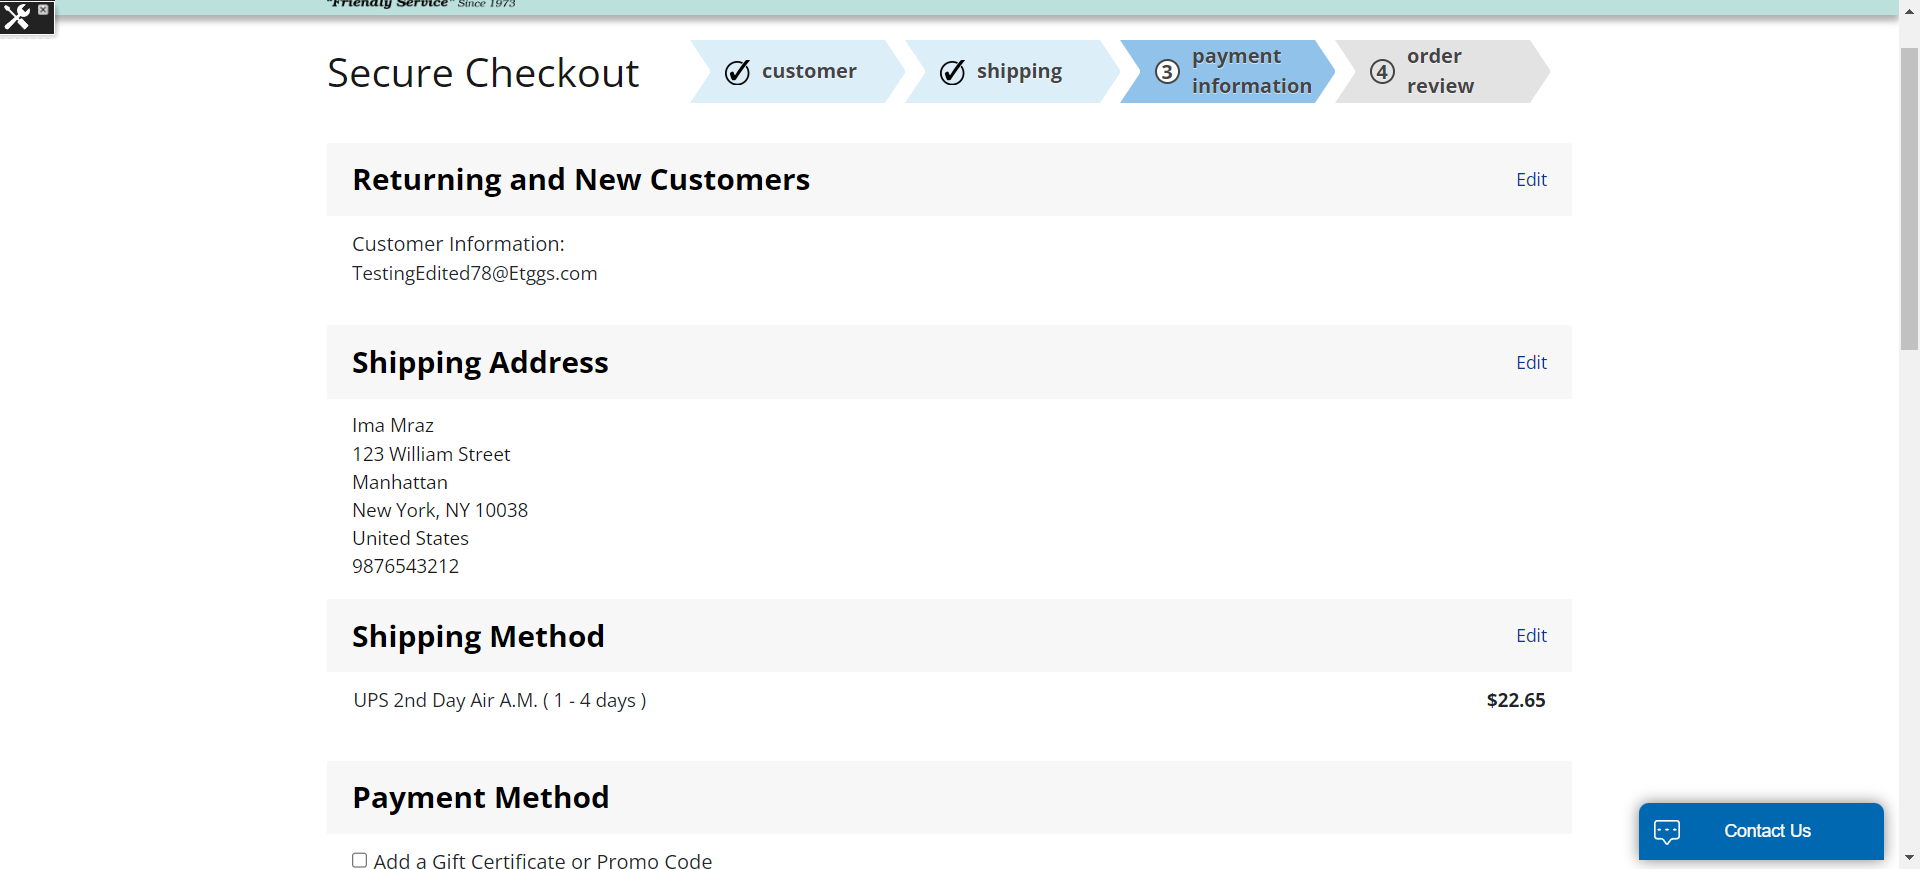 "Friendly Service" Since 1973
Secure Checkout
customer
shipping
3 payment information
4 order review
Returning and New Customers
Edit
Customer Information:
TestingEdited78@Etggs.com
Shipping Address
Edit
Ima Mraz
123 William Street
Manhattan
New York, NY 10038
United States
9876543212
Shipping Method
Edit
UPS 2nd Day Air A.M. ( 1 - 4 days )
$22.65
Payment Method
Add a Gift Certificate or Promo Code
Contact Us